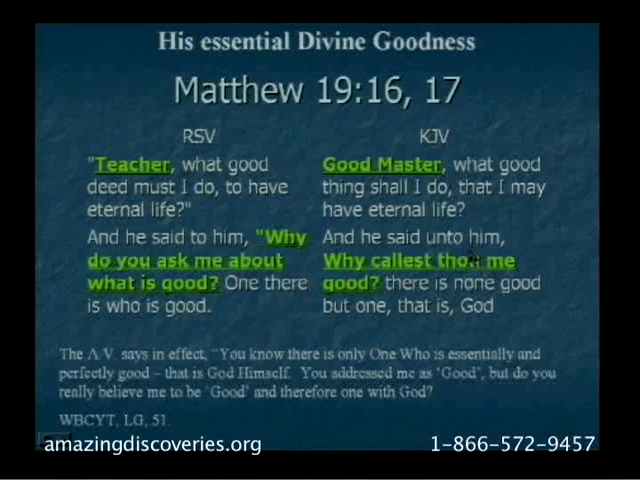 His essential Divine Goodness
Matthew 19:16, 17
RSV
"Teacher, what good
deed must I do, to have
eternal life?"
And he said to him, "Why
do you ask me about
what is good? One there
is who is good.
KJV
Good Master, what good
thing shall I do, that I may
have eternal life?
And he said unto him,
Why callest thou me
good? there is none good
but one, that is, God
The A.V. says in effect, "You know there is only One Who is essentially and
perfectly good – that is God Himself. You addressed me as 'Good', but do you
really believe me to be 'Good' and therefore one with God?
WBCYT, LG, 51.
amazingdiscoveries.org
1-866-572-9457